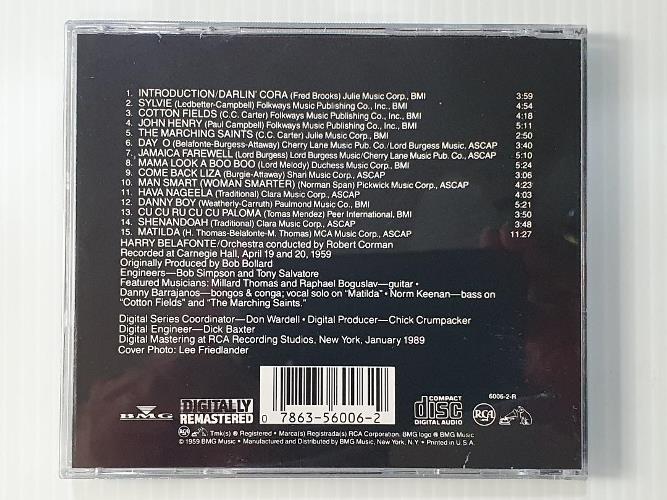 1. INTRODUCTION/DARLIN' CORA (Fred Brooks) Julie Music Corp., BMI 3:59
2. SYLVIE (Ledbetter-Campbell) Folkways Music Publishing Co., Inc., BMI 4:54
3. COTTON FIELDS (C.C. Carter) Folkways Music Publishing Co., Inc., BMI 4:18
4. JOHN HENRY (Paul Campbell) Folkways Music Publishing Co., Inc., BMI 5:11
5. THE MARCHING SAINTS (C.C. Carter) Julie Music Corp., BMI 2:50
6. DAY O (Belafonte-Burgess-Attaway) Cherry Lane Music Pub. Co./Lord Burgess Music, ASCAP 3:40
7. JAMAICA FAREWELL (Lord Burgess) Lord Burgess Music/Cherry Lane Music Pub. Co., ASCAP 5:10
8. MAMA LOOK A BOO BOO (Lord Melody) Duchess Music Corp., BMI 5:24
9. COME BACK LIZA (Burgie-Attaway) Shari Music Corp., ASCAP 3:06
10. MAN SMART (WOMAN SMARTER) (Norman Span) Pickwick Music Corp., ASCAP 4:23
11. HAVA NAGEELA (Traditional) Clara Music Corp., ASCAP 4:03
12. DANNY BOY (Weatherly-Carruth) Paulmond Music Co., BMI 5:21
13. CU CU RU CU CU PALOMA (Tomas Mendez) Peer International, BMI 3:50
14. SHENANDOAH (Traditional) Clara Music Corp., ASCAP 3:48
15. MATILDA (H. Thomas-Belafonte-M. Thomas) MCA Music Corp., ASCAP 11:27
HARRY BELAFONTE/Orchestra conducted by Robert Corman
Recorded at Carnegie Hall, April 19 and 20, 1959
Originally Produced by Bob Bollard
Engineers—Bob Simpson and Tony Salvatore
Featured Musicians: Millard Thomas and Raphael Boguslav—guitar •
Danny Barrajanos—bongos & conga; vocal solo on "Matilda" • Norm Keenan—bass on
"Cotton Fields" and "The Marching Saints."
Digital Series Coordinator—Don Wardell • Digital Producer—Chick Crumpacker
Digital Engineer—Dick Baxter
Digital Mastering at RCA Recording Studios, New York, January 1989
Cover Photo: Lee Friedlander
6006-2-R
BMG DIGITALLY REMASTERED 0 7863-56006-2 COMPACT disc DIGITAL AUDIO RCA
Tmk(s) ® Registered • Marca(s) Registrada(s) RCA Corporation. BMG logo ® BMG Music
© 1959 BMG Music • Manufactured and Distributed by BMG Music, New York, N.Y. • Printed in U.S.A.